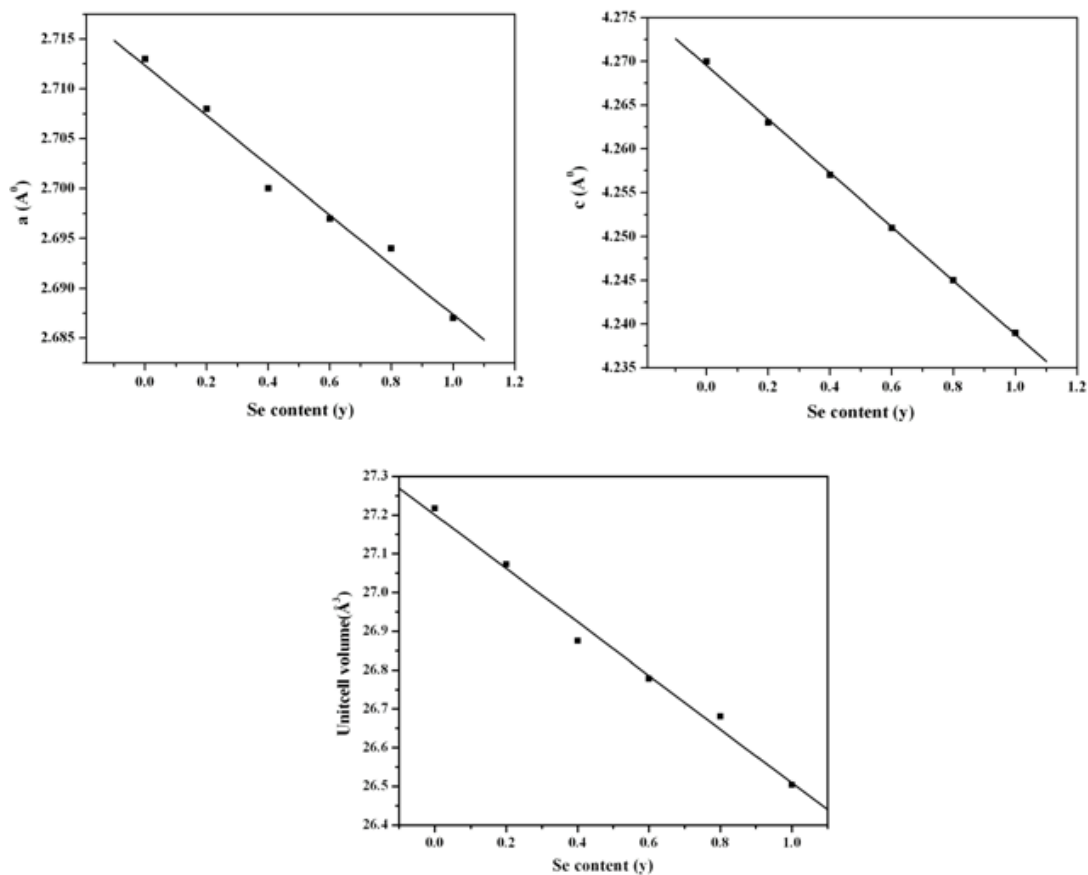 2.715
2.710
2.705
2.700
2.695
2.690
2.685
a (A⁰)
0.0 0.2 0.4 0.6 0.8 1.0 1.2
Se content (y)
4.275
4.270
4.265
4.260
4.255
4.250
4.245
4.240
4.235
c (A⁰)
0.0 0.2 0.4 0.6 0.8 1.0 1.2
Se content (y)
27.3
27.2
27.1
27.0
26.9
26.8
26.7
26.6
26.5
26.4
Unitcell volume(Å³)
0.0 0.2 0.4 0.6 0.8 1.0
Se content (y)